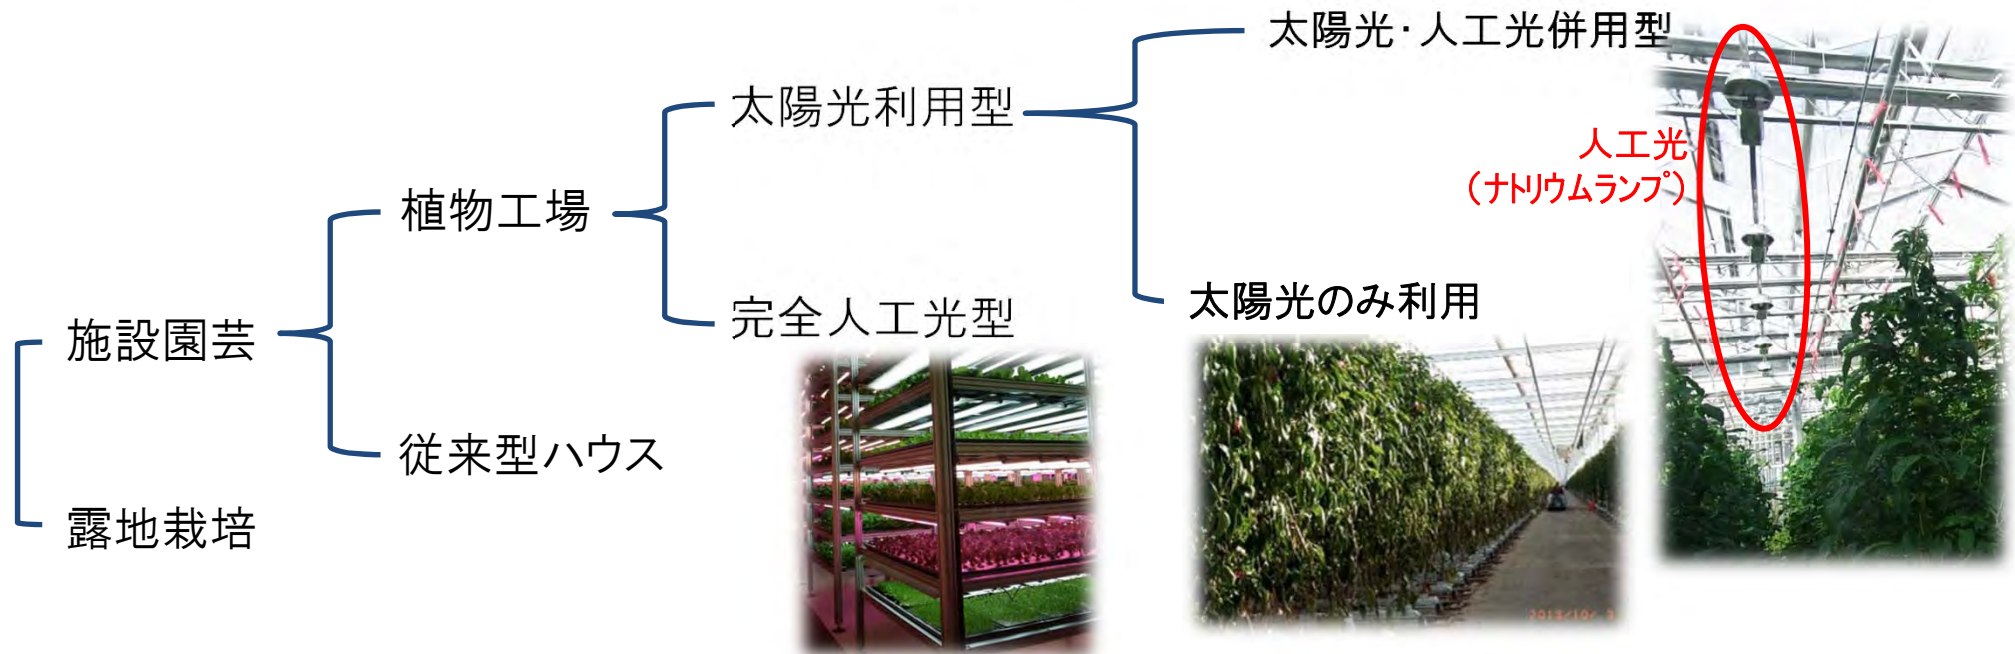 太陽光・人工光併用型
太陽光利用型
人工光
（ナトリウムランプ）
植物工場
太陽光のみ利用
完全人工光型
施設園芸
従来型ハウス
露地栽培